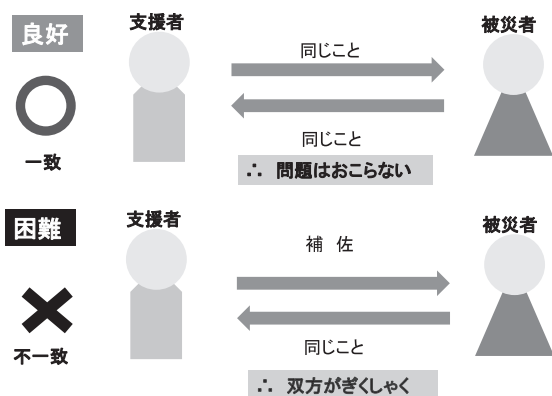 良好
支援者
被災者
同じこと
一致
同じこと
∴ 問題はおこらない
困難
支援者
被災者
補 佐
不一致
同じこと
∴ 双方がぎくしゃく